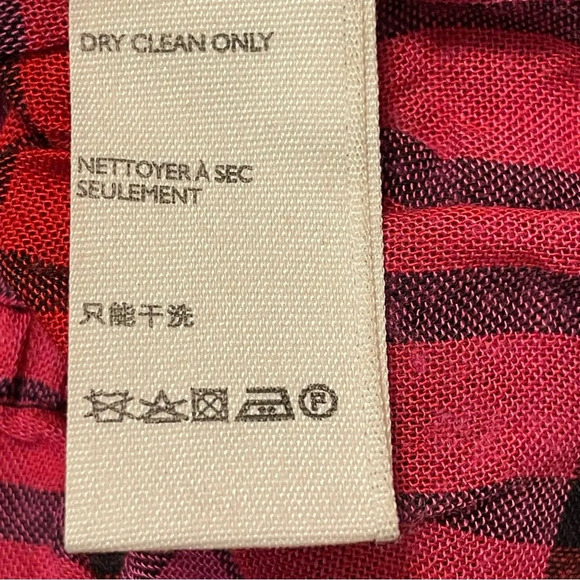 DRY CLEAN ONLY
NETTOYER À SEC
SEULEMENT
只能干洗
P